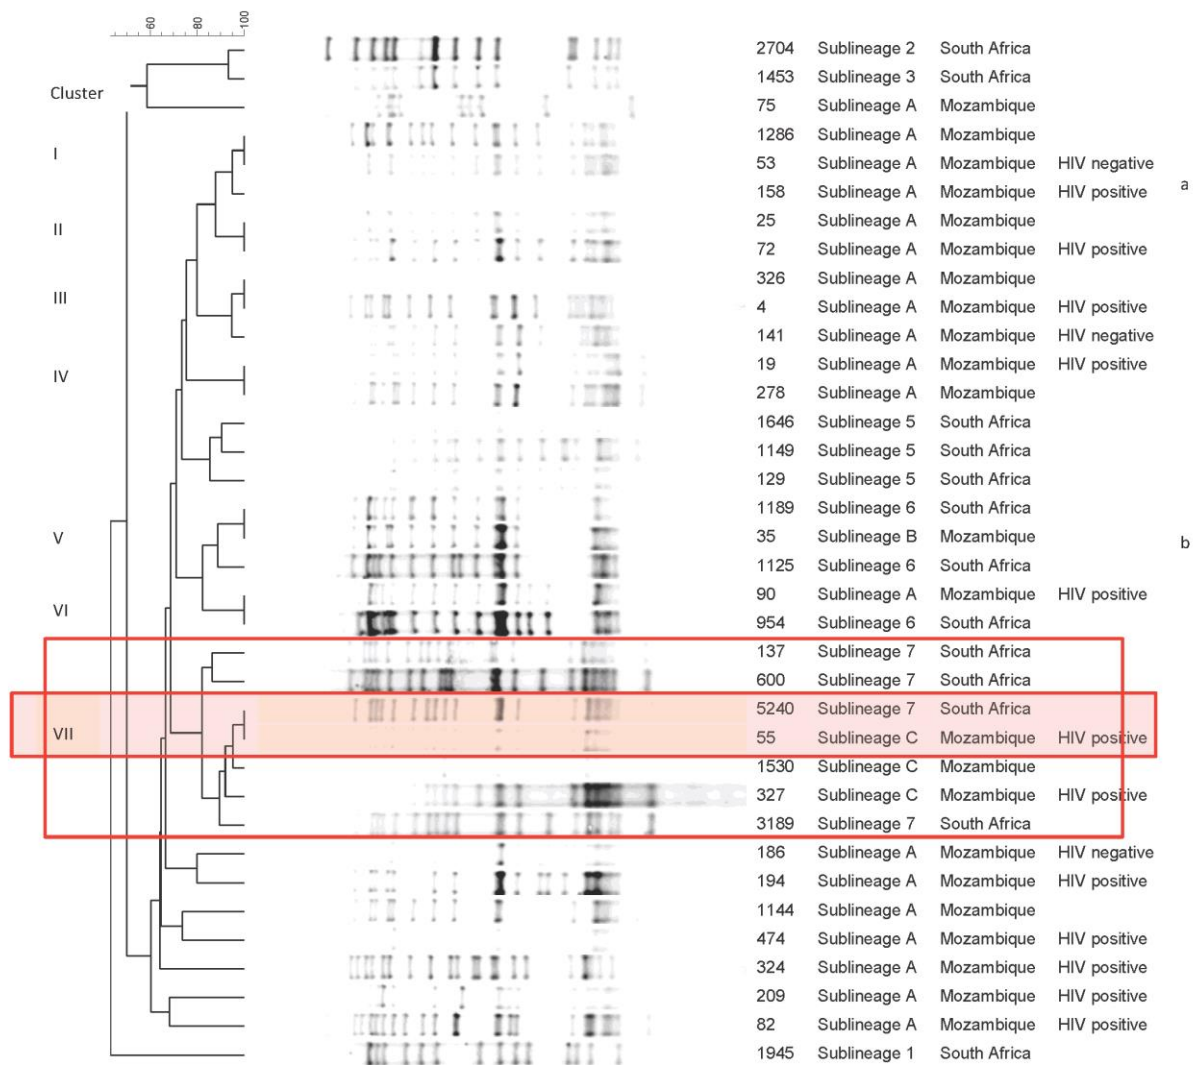 60 80 100
2704 Sublineage 2 South Africa
1453 Sublineage 3 South Africa
Cluster
75 Sublineage A Mozambique
1286 Sublineage A Mozambique
I
53 Sublineage A Mozambique HIV negative
a
158 Sublineage A Mozambique HIV positive
25 Sublineage A Mozambique
II
72 Sublineage A Mozambique HIV positive
326 Sublineage A Mozambique
III
4 Sublineage A Mozambique HIV positive
141 Sublineage A Mozambique HIV negative
19 Sublineage A Mozambique HIV positive
IV
278 Sublineage A Mozambique
1646 Sublineage 5 South Africa
1149 Sublineage 5 South Africa
129 Sublineage 5 South Africa
1189 Sublineage 6 South Africa
V
35 Sublineage B Mozambique
b
1125 Sublineage 6 South Africa
90 Sublineage A Mozambique HIV positive
VI
954 Sublineage 6 South Africa
137 Sublineage 7 South Africa
600 Sublineage 7 South Africa
5240 Sublineage 7 South Africa
VII
55 Sublineage C Mozambique HIV positive
1530 Sublineage C Mozambique
327 Sublineage C Mozambique HIV positive
3189 Sublineage 7 South Africa
186 Sublineage A Mozambique HIV negative
194 Sublineage A Mozambique HIV positive
1144 Sublineage A Mozambique
474 Sublineage A Mozambique HIV positive
324 Sublineage A Mozambique HIV positive
209 Sublineage A Mozambique HIV positive
82 Sublineage A Mozambique HIV positive
1945 Sublineage 1 South Africa